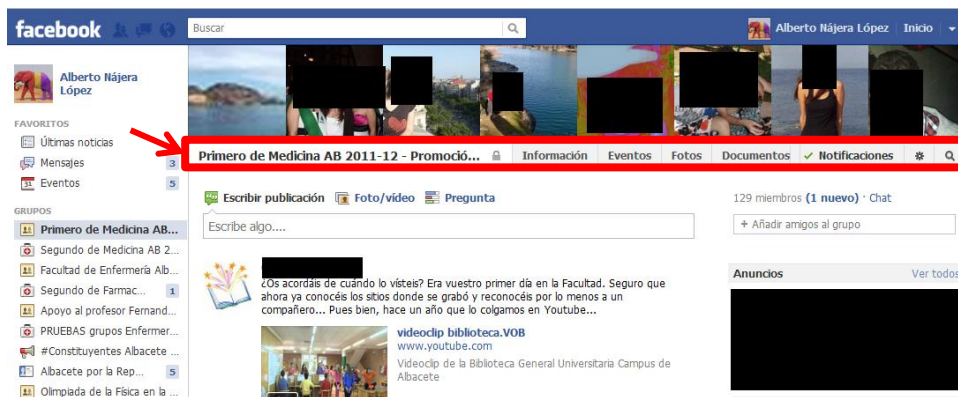 facebook
Buscar
Alberto Nájera López Inicio
Alberto Nájera
López
FAVORITOS
Últimas noticias
Mensajes 3
Eventos 5
GRUPOS
Primero de Medicina AB...
Segundo de Medicina AB 2...
Facultad de Enfermería Alb...
Segundo de Farmac... 1
Apoyo al profesor Fernand...
PRUEBAS grupos Enfermer...
#Constituyentes Albacete ...
Albacete por la Rep... 5
Olimpiada de la Física en la ...
Primero de Medicina AB 2011-12 - Promoció... Información Eventos Fotos Documentos ✓ Notificaciones
Escribir publicación Foto/vídeo Pregunta
Escribe algo....
¿Os acordáis de cuándo lo vísteis? Era vuestro primer día en la Facultad. Seguro que
ahora ya conocéis los sitios donde se grabó y reconocéis por lo menos a un
compañero... Pues bien, hace un año que lo colgamos en Youtube...
videoclip biblioteca.VOB
www.youtube.com
Videoclip de la Biblioteca General Universitaria Campus de
Albacete
129 miembros (1 nuevo) · Chat
+ Añadir amigos al grupo
Anuncios Ver todos